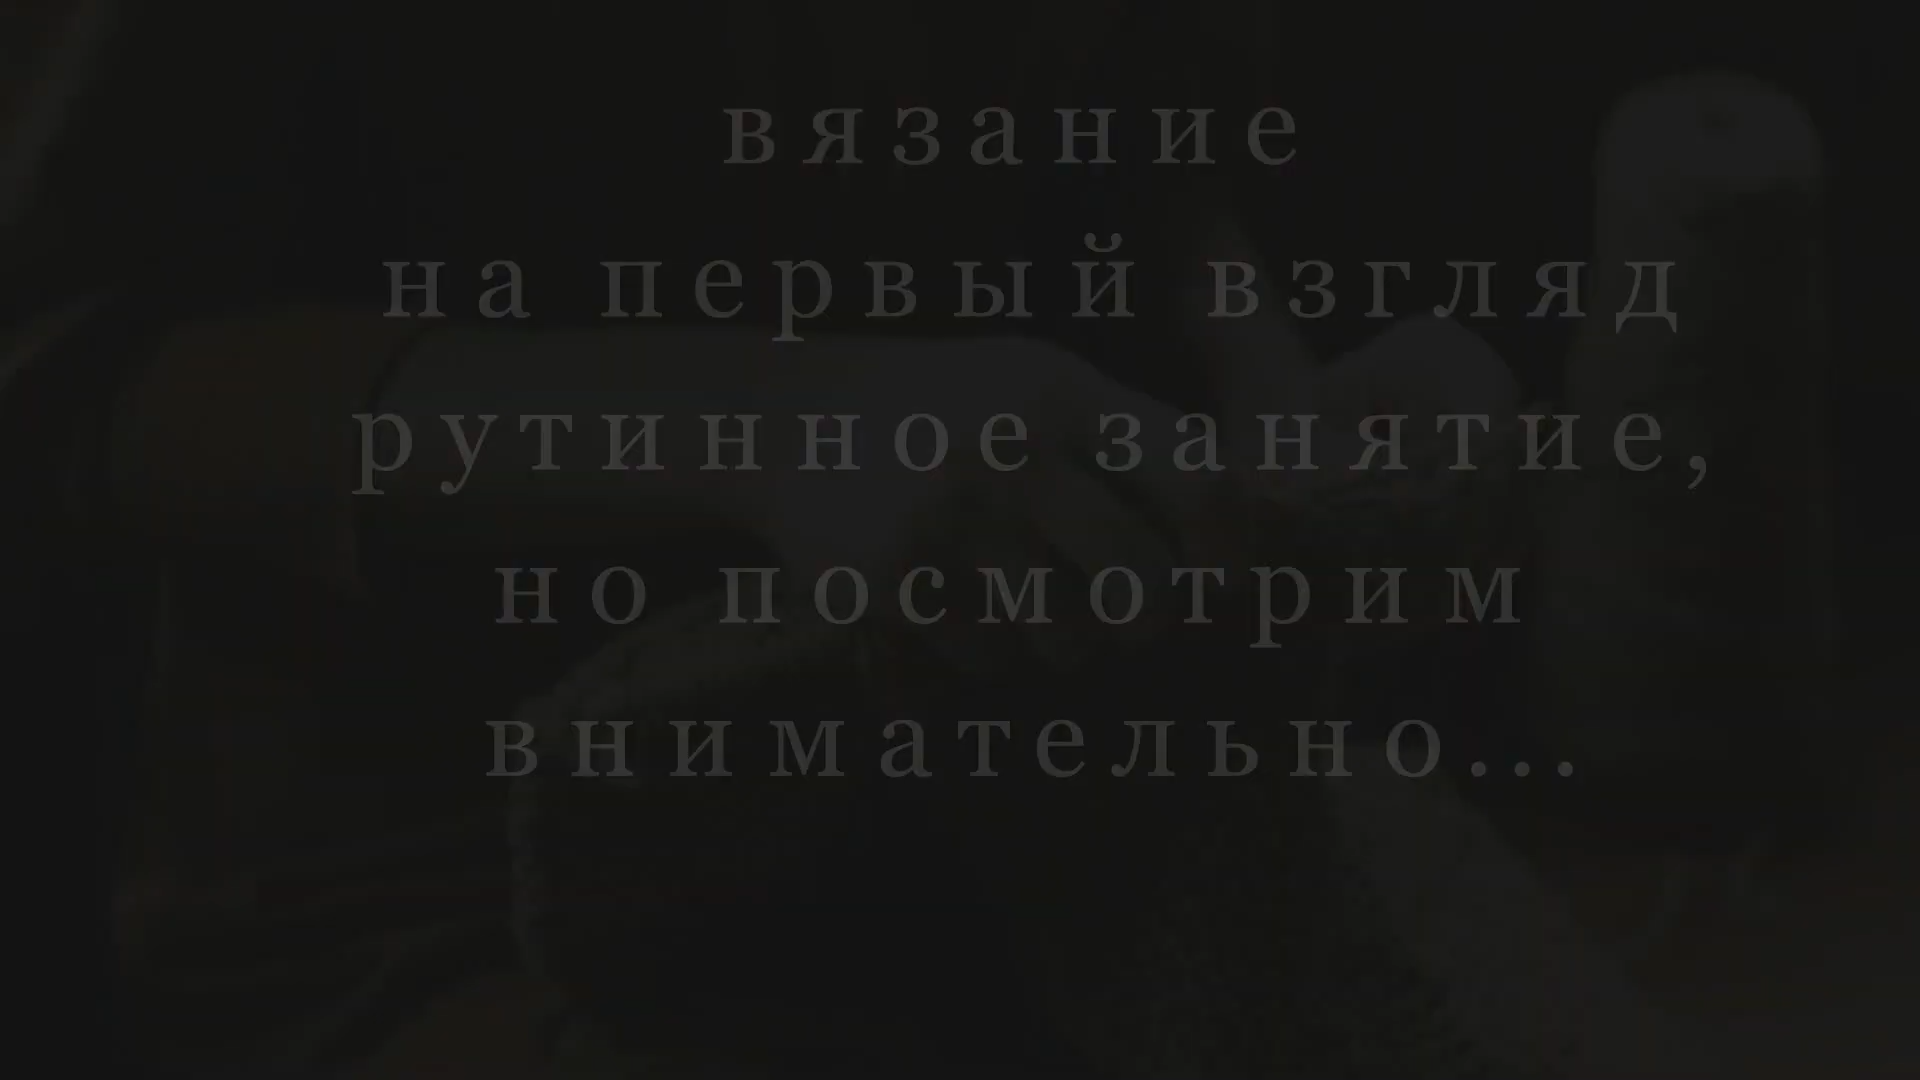 вязание
на первый взгляд
рутинное занятие,
но посмотрим
внимательно...